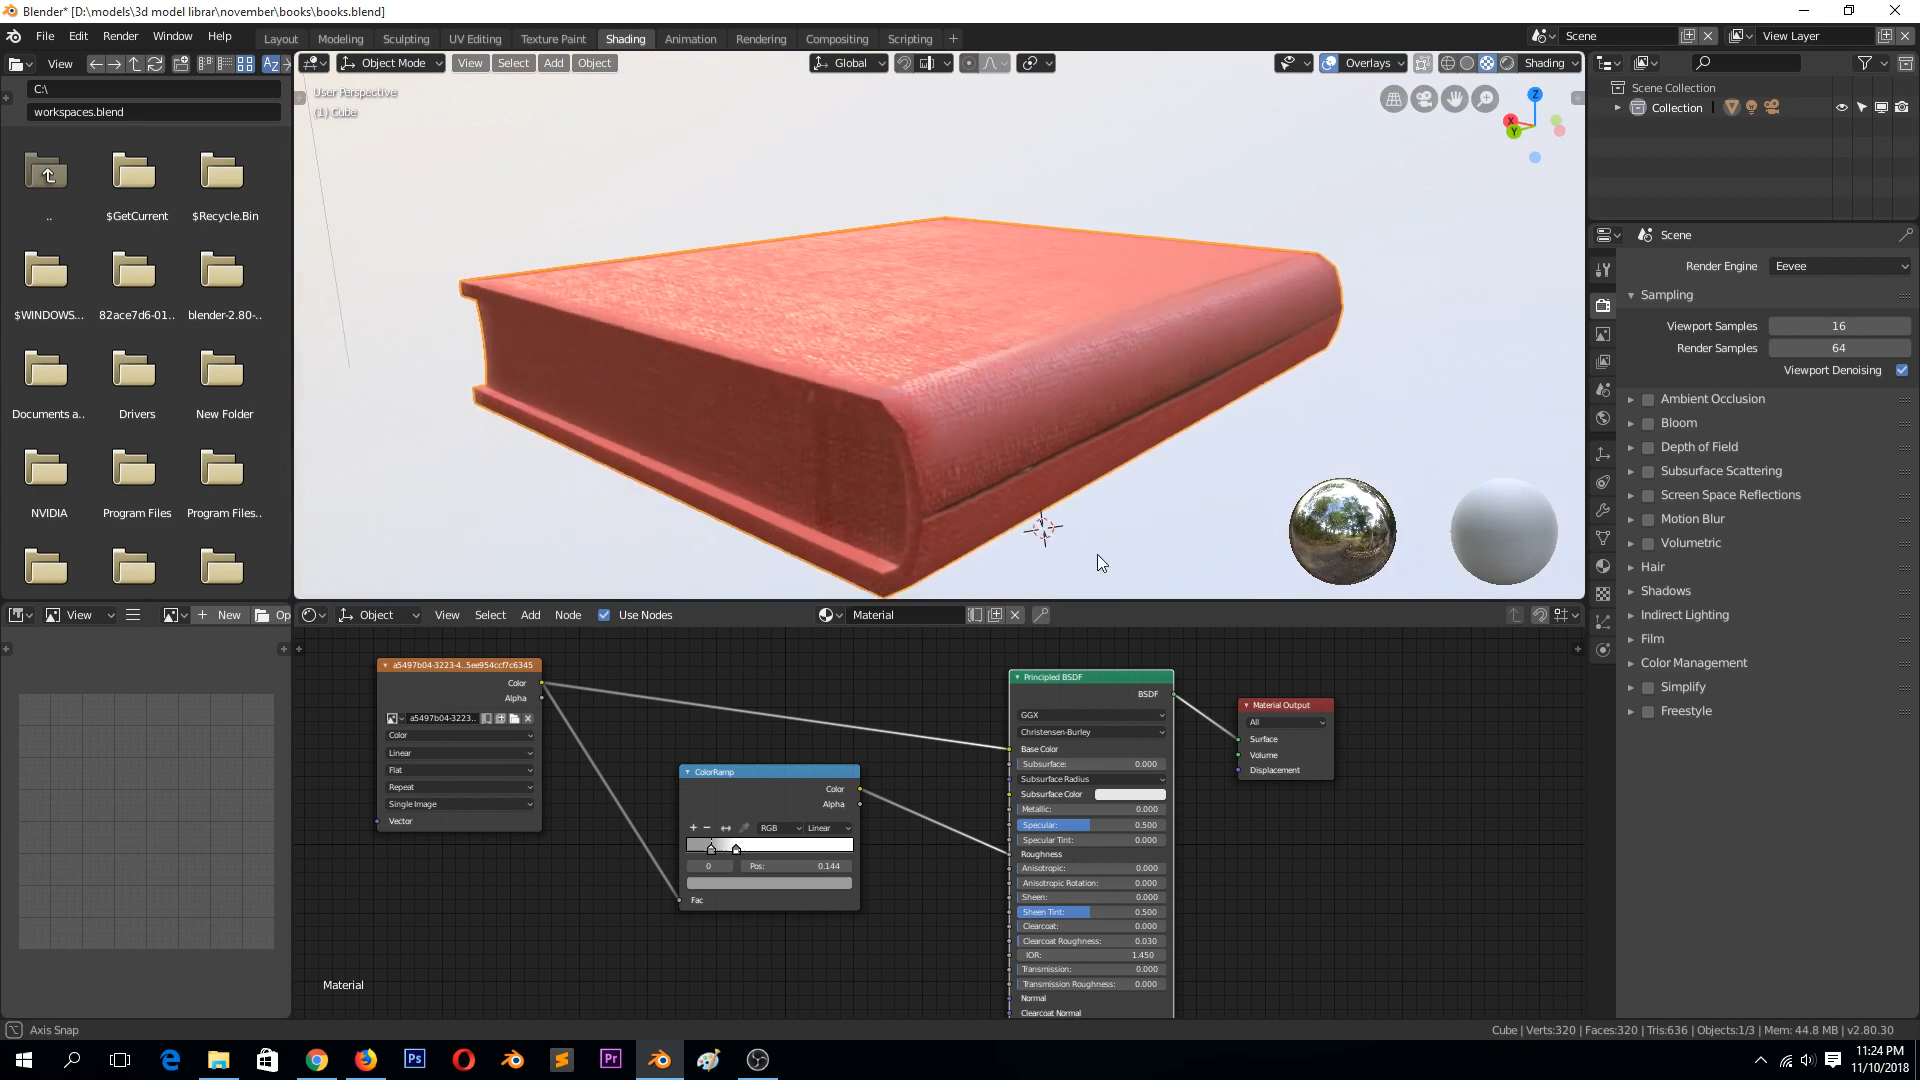 Blender* [D:\models\3d model librar\november\books\books.blend]
File Edit Render Window Help
Layout Modeling Sculpting UV Editing Texture Paint Shading Animation Rendering Compositing Scripting
Scene
View Layer
View
Object Mode View Select Add Object
Global
Overlays
Shading
C:\
workspaces.blend
User Perspective
(1) Cube
Z
X
Y
Scene Collection
Collection
..
$GetCurrent
$Recycle.Bin
$WINDOWS...
82ace7d6-01..
blender-2.80-..
Documents a..
Drivers
New Folder
NVIDIA
Program Files
Program Files..
Scene
Render Engine Eevee
Sampling
Viewport Samples 16
Render Samples 64
Viewport Denoising
Ambient Occlusion
Bloom
Depth of Field
Subsurface Scattering
Screen Space Reflections
Motion Blur
Volumetric
Hair
Shadows
Indirect Lighting
Film
Color Management
Simplify
Freestyle
View
New
Op
Object View Select Add Node Use Nodes
Material
a5497b04-3223-4..5ee954ccf7c6345
Color
Alpha
a5497b04-3223...
Color
Linear
Flat
Repeat
Single Image
Vector
ColorRamp
Color
Alpha
RGB Linear
0 Pos: 0.144
Fac
Principled BSDF
BSDF
GGX
Christensen-Burley
Base Color
Subsurface: 0.000
Subsurface Radius
Subsurface Color
Metallic: 0.000
Specular: 0.500
Specular Tint: 0.000
Roughness
Anisotropic: 0.000
Anisotropic Rotation: 0.000
Sheen: 0.000
Sheen Tint: 0.500
Clearcoat: 0.000
Clearcoat Roughness: 0.030
IOR: 1.450
Transmission: 0.000
Transmission Roughness: 0.000
Normal
Clearcoat Normal
Material Output
All
Surface
Volume
Displacement
Material
Axis Snap
Cube | Verts:320 | Faces:320 | Tris:636 | Objects:1/3 | Mem: 44.8 MB | v2.80.30
Ps
Pr
11:24 PM
11/10/2018